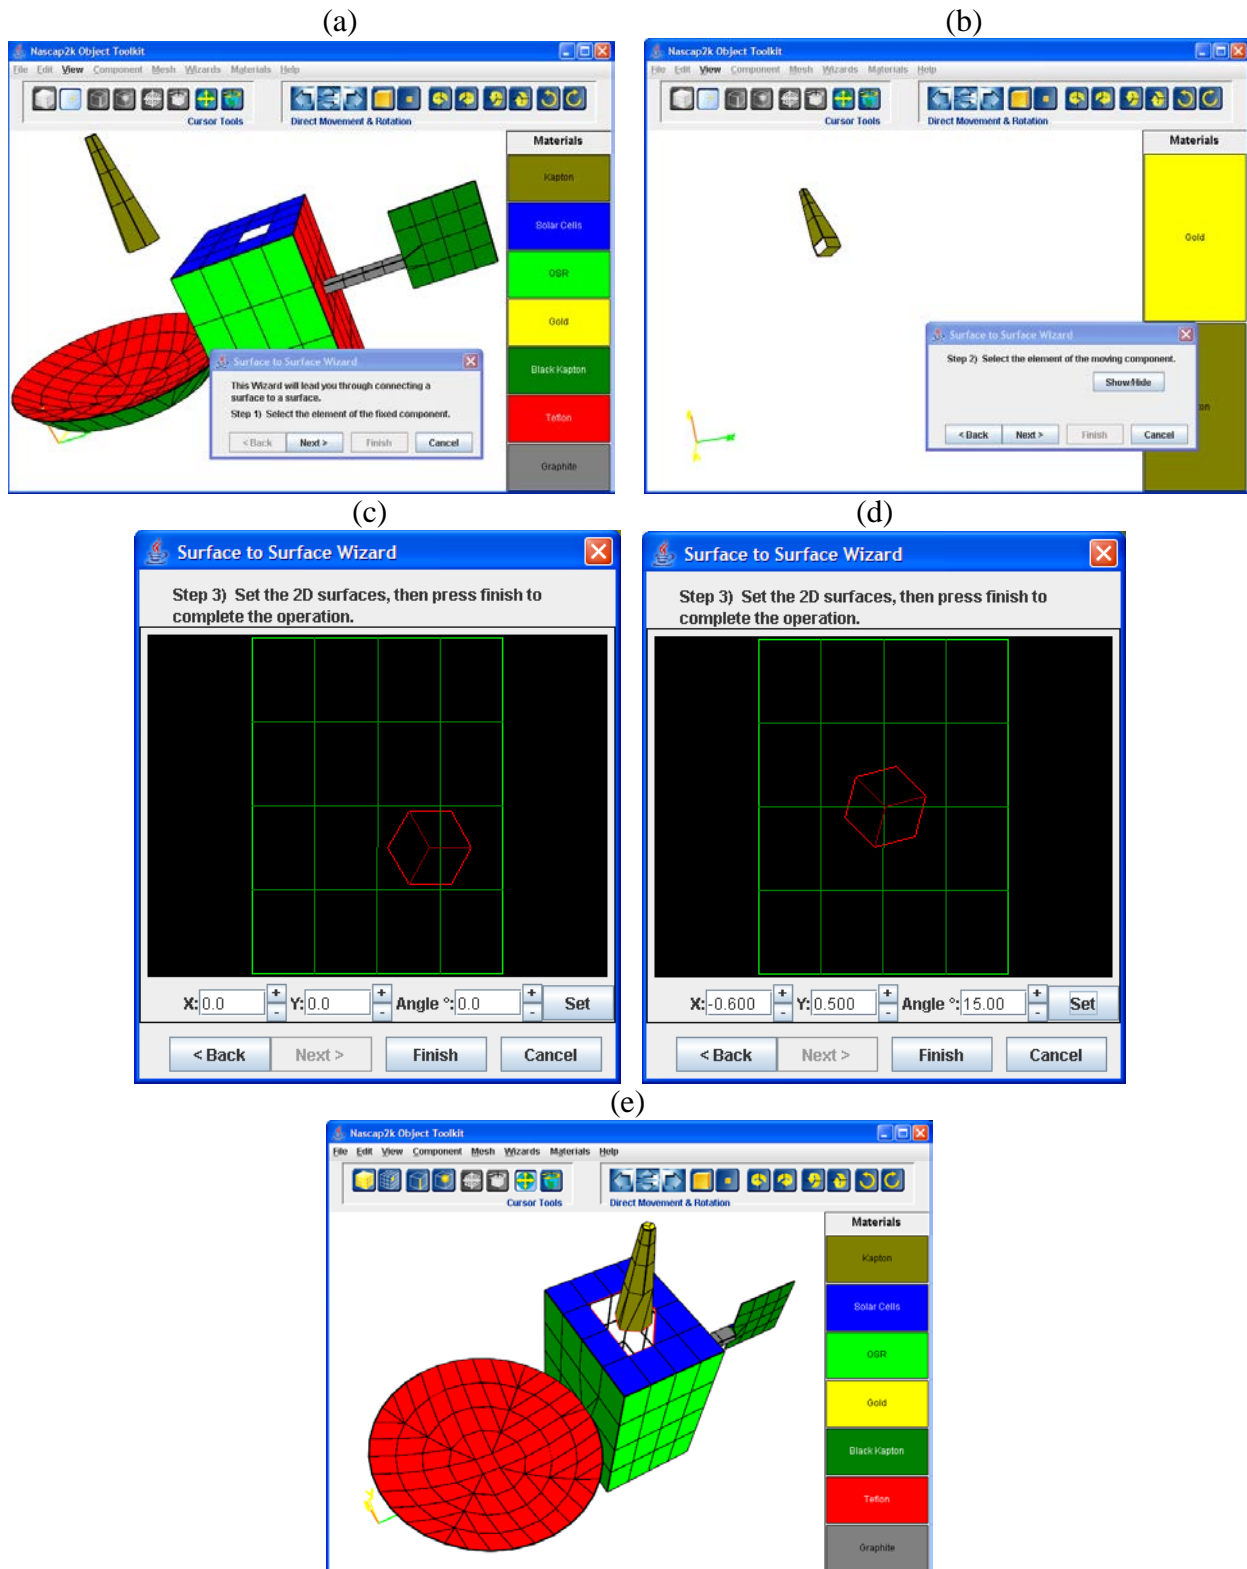 (a)
(b)
Nascap2k Object Toolkit
File Edit View Component Mesh Wizards Materials Help
Cursor Tools
Direct Movement & Rotation
Materials
Kapton
Solar Cells
OSR
Gold
Black Kapton
Teflon
Graphite
Surface to Surface Wizard
This Wizard will lead you through connecting a
surface to a surface.
Step 1) Select the element of the fixed component.
< Back Next > Finish Cancel
Nascap2k Object Toolkit
File Edit View Component Mesh Wizards Materials Help
Cursor Tools
Direct Movement & Rotation
Materials
Gold
Surface to Surface Wizard
Step 2) Select the element of the moving component.
Show/Hide
< Back Next > Finish Cancel
on
(c)
(d)
Surface to Surface Wizard
Step 3) Set the 2D surfaces, then press finish to
complete the operation.
X: 0.0 + - Y: 0.0 + - Angle °: 0.0 + - Set
< Back Next > Finish Cancel
Surface to Surface Wizard
Step 3) Set the 2D surfaces, then press finish to
complete the operation.
X: -0.600 + - Y: 0.500 + - Angle °: 15.00 + - Set
< Back Next > Finish Cancel
(e)
Nascap2k Object Toolkit
File Edit View Component Mesh Wizards Materials Help
Cursor Tools
Direct Movement & Rotation
Materials
Kapton
Solar Cells
OSR
Gold
Black Kapton
Teflon
Graphite